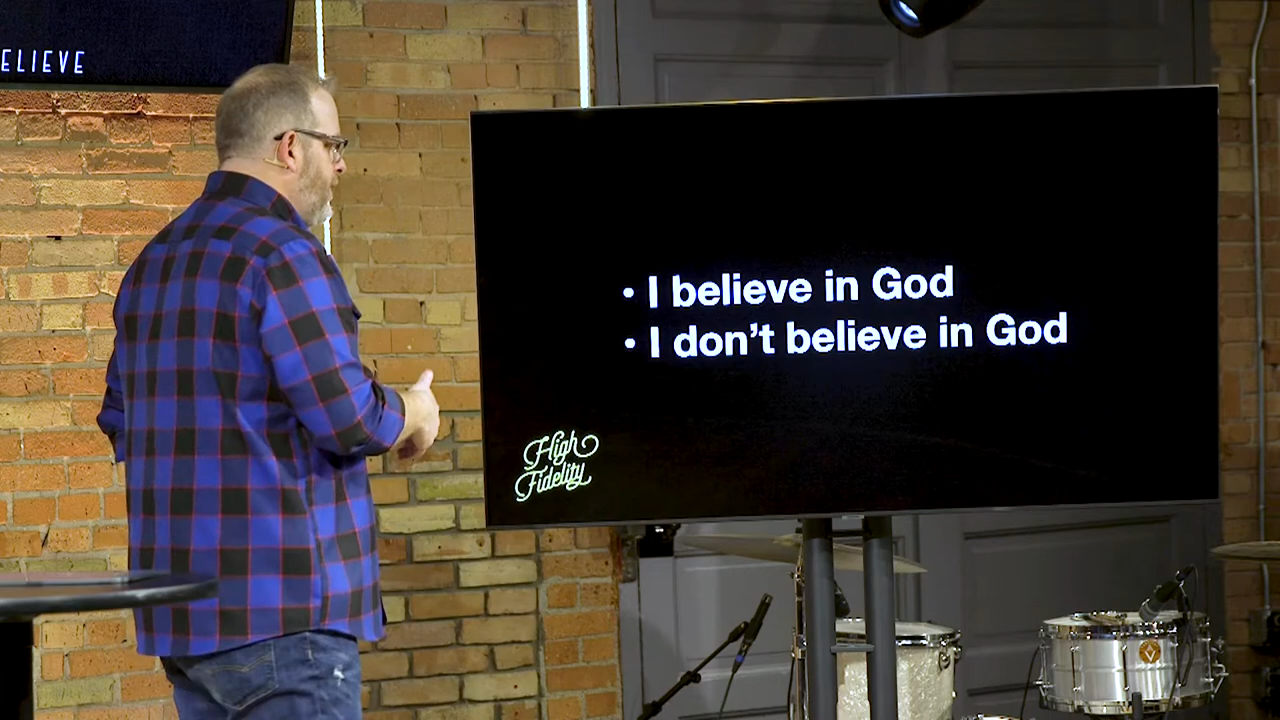 ELIEVE
• I believe in God
• I don’t believe in God
High
Fidelity